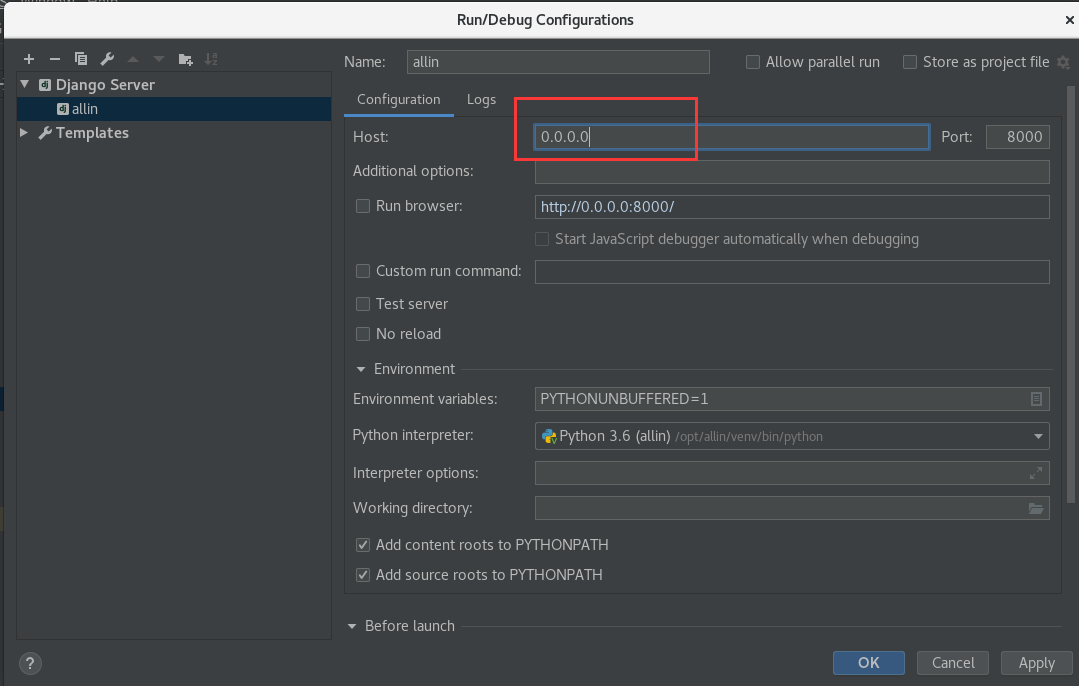 Run/Debug Configurations
Name: allin Allow parallel run Store as project file
Django Server
allin
Templates
Configuration Logs
Host: 0.0.0.0 Port: 8000
Additional options:
Run browser: http://0.0.0.0:8000/
Start JavaScript debugger automatically when debugging
Custom run command:
Test server
No reload
Environment
Environment variables: PYTHONUNBUFFERED=1
Python interpreter: Python 3.6 (allin) /opt/allin/venv/bin/python
Interpreter options:
Working directory:
Add content roots to PYTHONPATH
Add source roots to PYTHONPATH
Before launch
? OK Cancel Apply